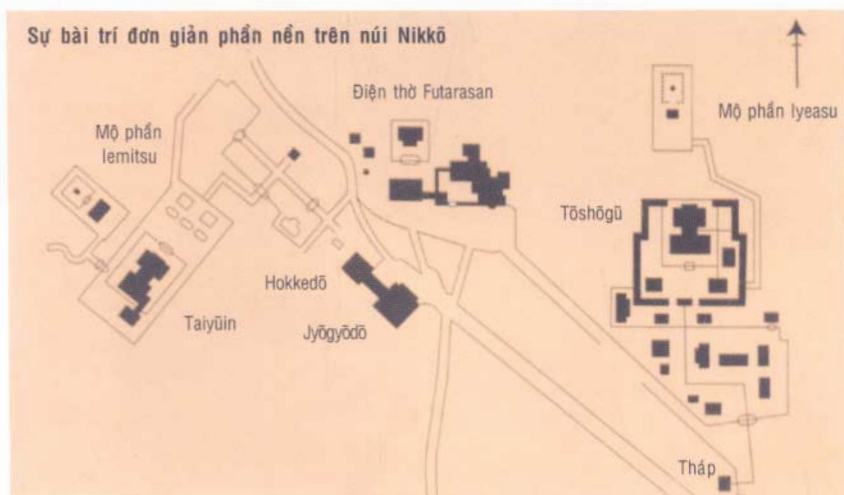 Sự bài trí đơn giản phần nền trên núi Nikkō
Điện thờ Futarasan
Mộ phần Iyeasu
Mộ phần
Iemitsu
Tōshōgū
Hokkedō
Taiyūin
Jyōgyōdō
Tháp